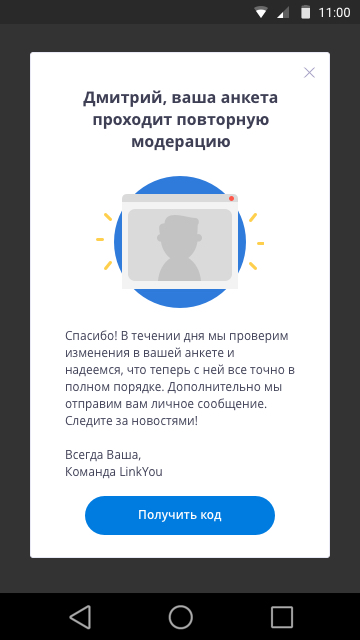 11:00
Дмитрий, ваша анкета
проходит повторную
модерацию
Спасибо! В течении дня мы проверим
изменения в вашей анкете и
надеемся, что теперь с ней все точно в
полном порядке. Дополнительно мы
отправим вам личное сообщение.
Следите за новостями!
Всегда Ваша,
Команда LinkYou
Получить код